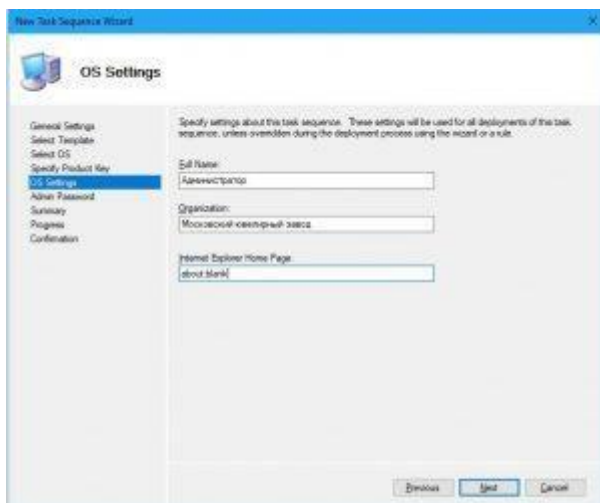 New Task Sequence Wizard
OS Settings
General Settings
Select Template
Select OS
Specify Product Key
OS Settings
Admin Password
Summary
Progress
Confirmation
Specify settings about this task sequence. These settings will be used for all deployments of this task
sequence, unless overridden during the deployment process using the wizard or a rule.
Full Name:
Администратор
Organization:
Московский ювелирный завод
Internet Explorer Home Page:
about:blank
Previous
Next
Cancel